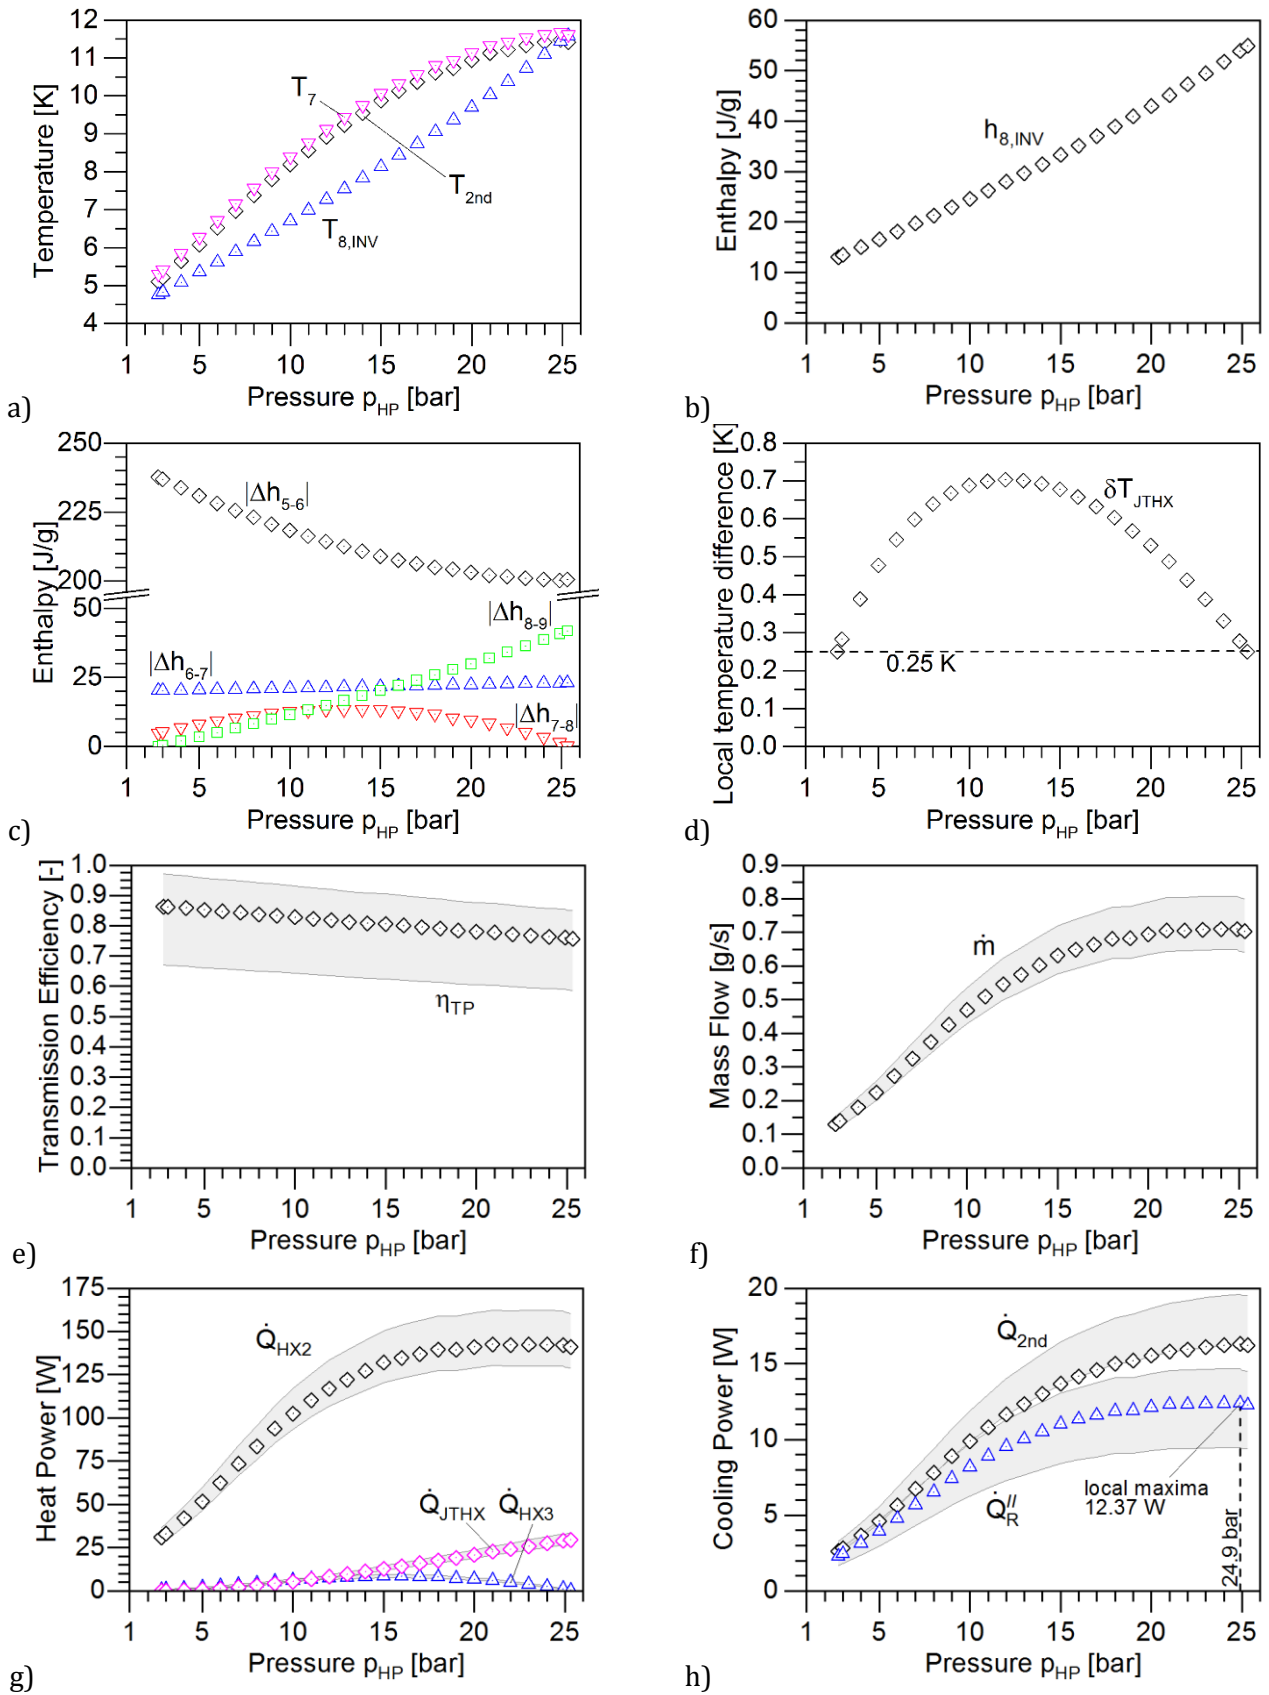 12
11
10
9
8
7
6
5
4
Temperature [K]
T7
T2nd
T8,INV
1 5 10 15 20 25
Pressure pHP [bar]
a)
60
50
40
30
20
10
0
Enthalpy [J/g]
h8,INV
1 5 10 15 20 25
Pressure pHP [bar]
b)
250
225
200
50
25
0
Enthalpy [J/g]
|Δh5-6|
|Δh8-9|
|Δh6-7|
|Δh7-8|
1 5 10 15 20 25
Pressure pHP [bar]
c)
0.8
0.7
0.6
0.5
0.4
0.3
0.2
0.1
0.0
Local temperature difference [K]
δTJTHX
0.25 K
1 5 10 15 20 25
Pressure pHP [bar]
d)
1.0
0.9
0.8
0.7
0.6
0.5
0.4
0.3
0.2
0.1
0.0
Transmission Efficiency [-]
ηTP
1 5 10 15 20 25
Pressure pHP [bar]
e)
0.9
0.8
0.7
0.6
0.5
0.4
0.3
0.2
0.1
0.0
Mass Flow [g/s]
ṁ
1 5 10 15 20 25
Pressure pHP [bar]
f)
175
150
125
100
75
50
25
0
Heat Power [W]
Q̇HX2
Q̇JTHX
Q̇HX3
1 5 10 15 20 25
Pressure pHP [bar]
g)
20
15
10
5
0
Cooling Power [W]
Q̇2nd
Q̇R//
local maxima
12.37 W
24.9 bar
1 5 10 15 20 25
Pressure pHP [bar]
h)